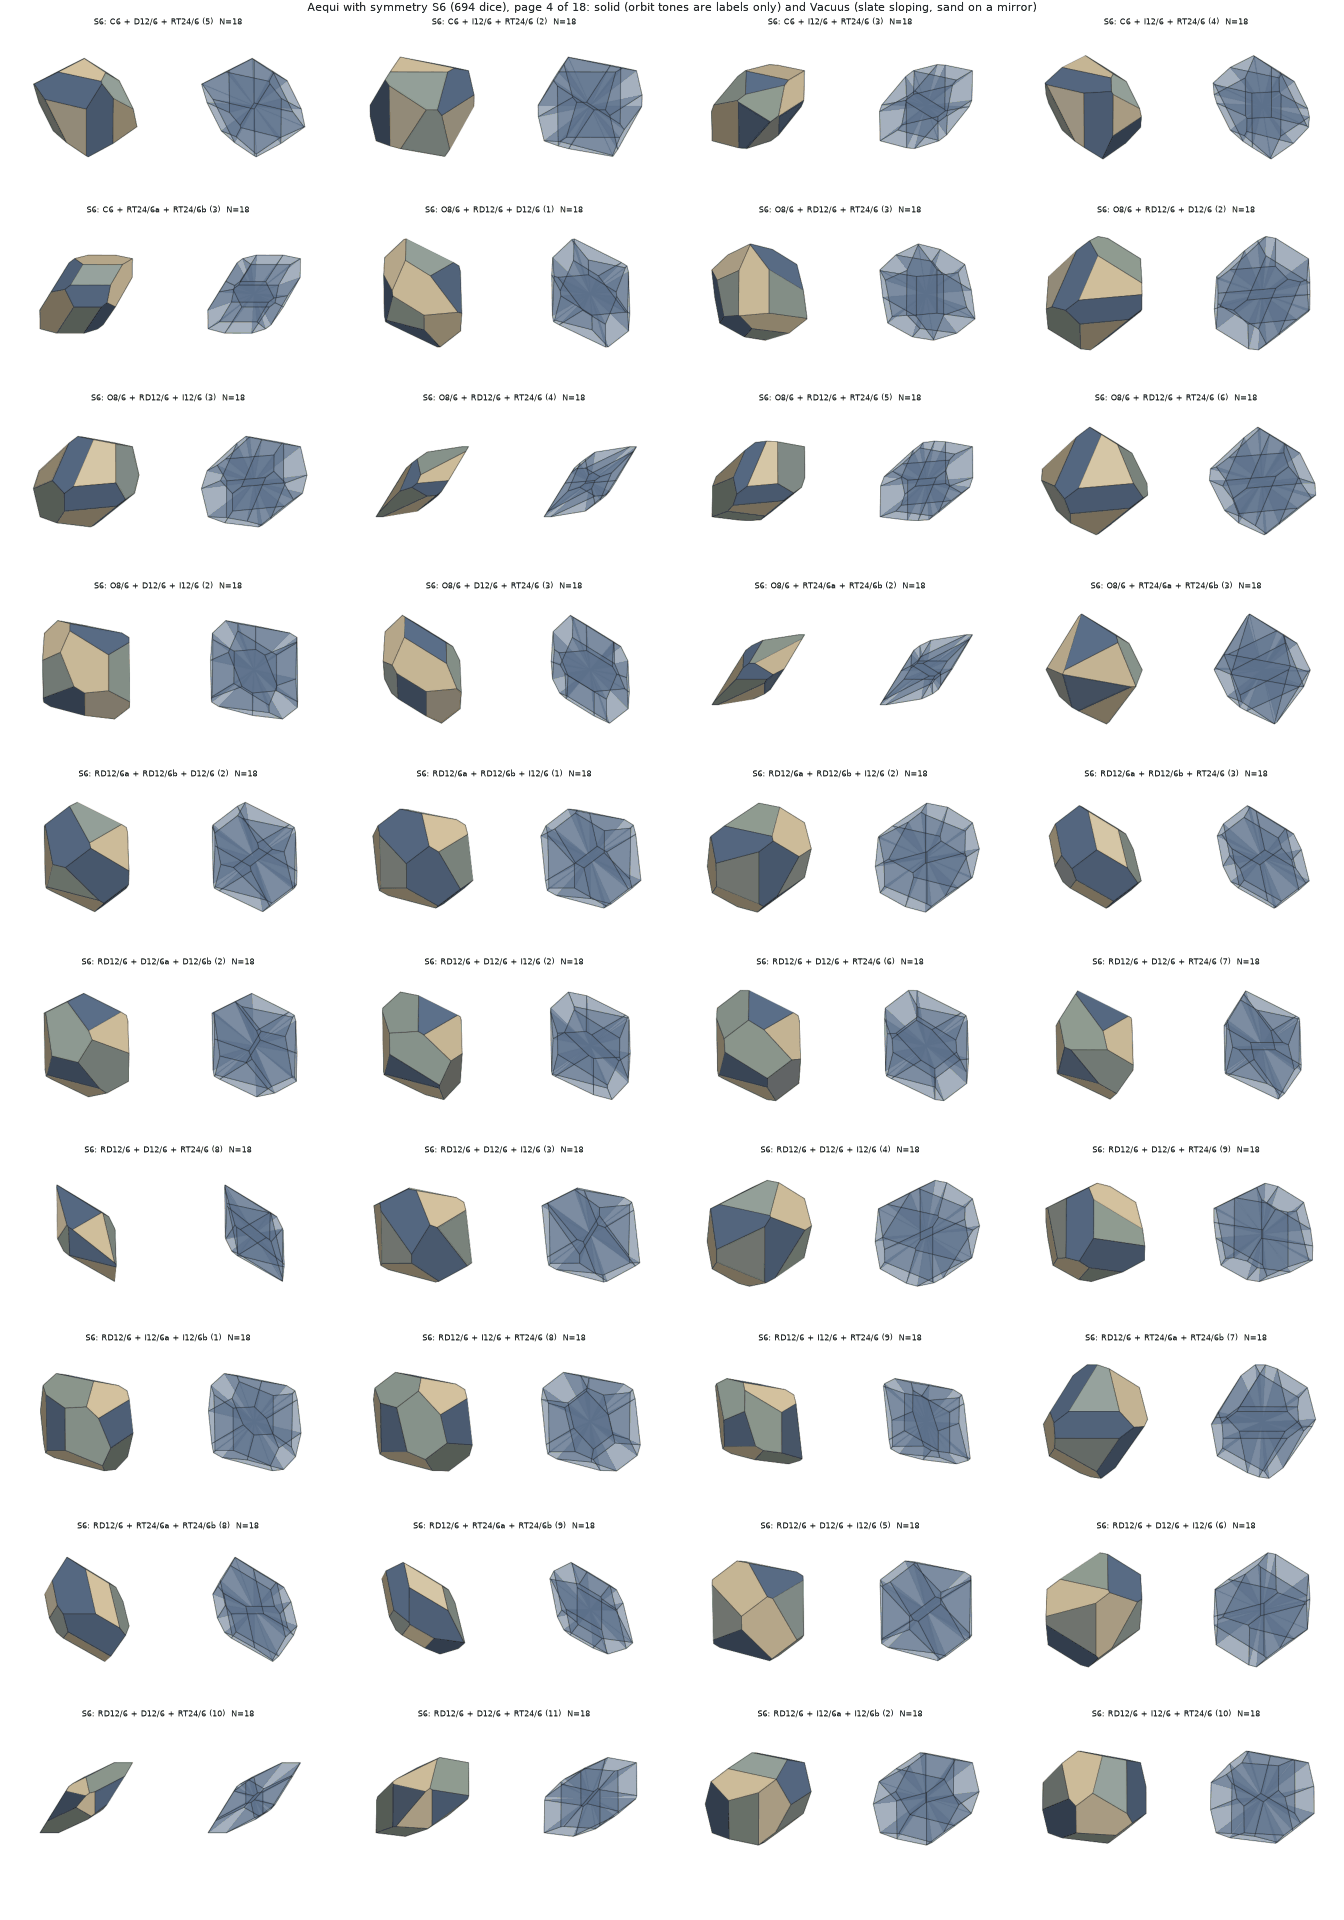 Aequi with symmetry S6 (694 dice), page 4 of 18: solid (orbit tones are labels only) and Vacuus (slate sloping, sand on a mirror)
S6: C6 + D12/6 + RT24/6 (5) N=18
S6: C6 + I12/6 + RT24/6 (2) N=18
S6: C6 + I12/6 + RT24/6 (3) N=18
S6: C6 + I12/6 + RT24/6 (4) N=18
S6: C6 + RT24/6a + RT24/6b (3) N=18
S6: O8/6 + RD12/6 + D12/6 (1) N=18
S6: O8/6 + RD12/6 + RT24/6 (3) N=18
S6: O8/6 + RD12/6 + D12/6 (2) N=18
S6: O8/6 + RD12/6 + I12/6 (3) N=18
S6: O8/6 + RD12/6 + RT24/6 (4) N=18
S6: O8/6 + RD12/6 + RT24/6 (5) N=18
S6: O8/6 + RD12/6 + RT24/6 (6) N=18
S6: O8/6 + D12/6 + I12/6 (2) N=18
S6: O8/6 + D12/6 + RT24/6 (3) N=18
S6: O8/6 + RT24/6a + RT24/6b (2) N=18
S6: O8/6 + RT24/6a + RT24/6b (3) N=18
S6: RD12/6a + RD12/6b + D12/6 (2) N=18
S6: RD12/6a + RD12/6b + I12/6 (1) N=18
S6: RD12/6a + RD12/6b + I12/6 (2) N=18
S6: RD12/6a + RD12/6b + RT24/6 (3) N=18
S6: RD12/6 + D12/6a + D12/6b (2) N=18
S6: RD12/6 + D12/6 + I12/6 (2) N=18
S6: RD12/6 + D12/6 + RT24/6 (6) N=18
S6: RD12/6 + D12/6 + RT24/6 (7) N=18
S6: RD12/6 + D12/6 + RT24/6 (8) N=18
S6: RD12/6 + D12/6 + I12/6 (3) N=18
S6: RD12/6 + D12/6 + I12/6 (4) N=18
S6: RD12/6 + D12/6 + RT24/6 (9) N=18
S6: RD12/6 + I12/6a + I12/6b (1) N=18
S6: RD12/6 + I12/6 + RT24/6 (8) N=18
S6: RD12/6 + I12/6 + RT24/6 (9) N=18
S6: RD12/6 + RT24/6a + RT24/6b (7) N=18
S6: RD12/6 + RT24/6a + RT24/6b (8) N=18
S6: RD12/6 + RT24/6a + RT24/6b (9) N=18
S6: RD12/6 + D12/6 + I12/6 (5) N=18
S6: RD12/6 + D12/6 + I12/6 (6) N=18
S6: RD12/6 + D12/6 + RT24/6 (10) N=18
S6: RD12/6 + D12/6 + RT24/6 (11) N=18
S6: RD12/6 + I12/6a + I12/6b (2) N=18
S6: RD12/6 + I12/6 + RT24/6 (10) N=18